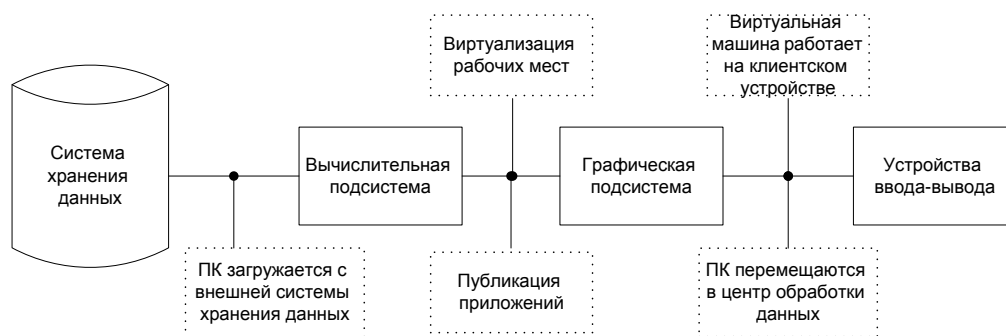 Виртуализация
рабочих мест
Виртуальная
машина работает
на клиентском
устройстве
Система
хранения
данных
Вычислительная
подсистема
Графическая
подсистема
Устройства
ввода-вывода
ПК загружается с
внешней системы
хранения данных
Публикация
приложений
ПК перемещаются
в центр обработки
данных